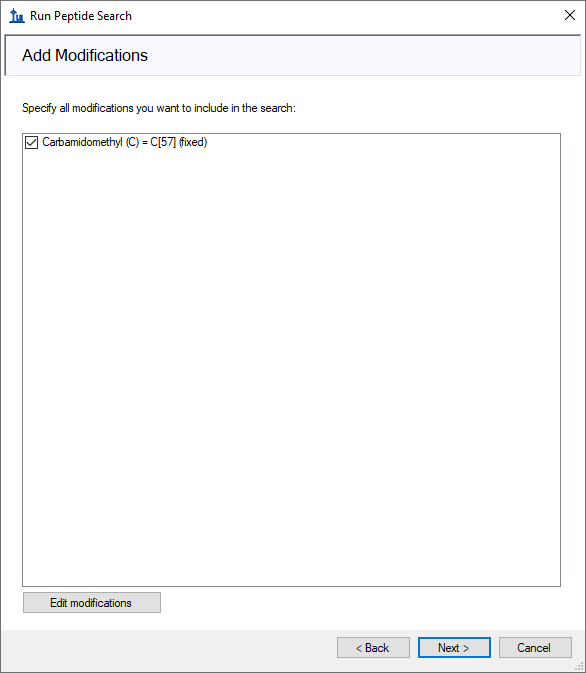 Run Peptide Search
Add Modifications
Specify all modifications you want to include in the search:
Carbamidomethyl (C) = C[57] (fixed)
Edit modifications
< Back
Next >
Cancel